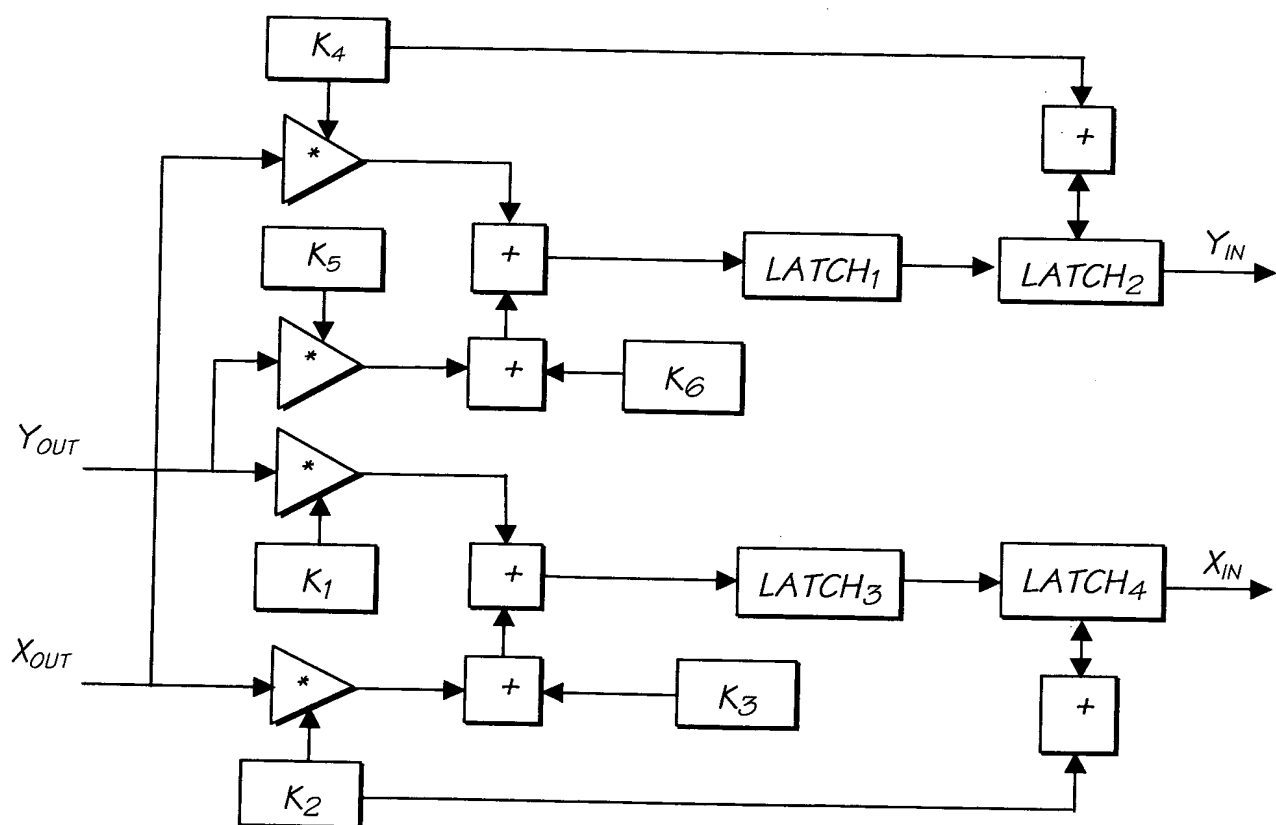 K4
*
+
K5
+
LATCH1
LATCH2
YIN
*
+
K6
YOUT
*
K1
+
LATCH3
LATCH4
XIN
XOUT
*
+
K3
+
K2